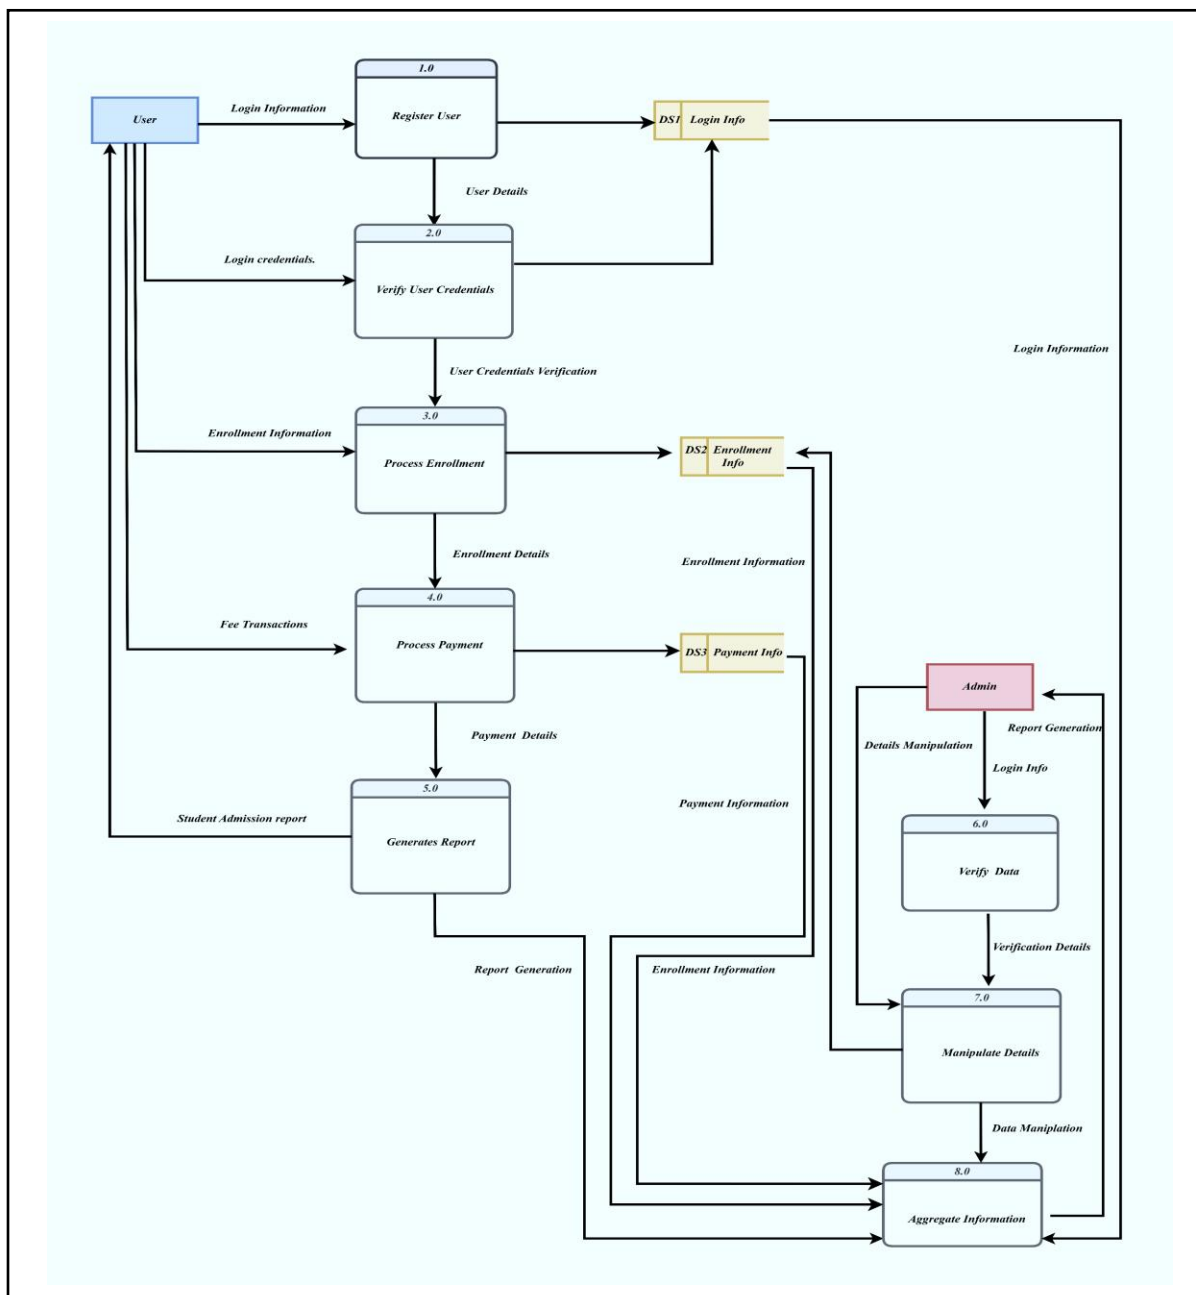 1.0
Register User
User
Login Information
DS1 Login Info
User Details
2.0
Verify User Credentials
Login credentials.
Login Information
User Credentials Verification
3.0
Process Enrollment
Enrollment Information
DS2 Enrollment
Info
Enrollment Details
Enrollment Information
4.0
Process Payment
Fee Transactions
DS3 Payment Info
Admin
Payment Details
Details Manipulation
Report Generation
Login Info
5.0
Generates Report
Student Admission report
Payment Information
6.0
Verify Data
Verification Details
Report Generation
Enrollment Information
7.0
Manipulate Details
Data Maniplation
8.0
Aggregate Information